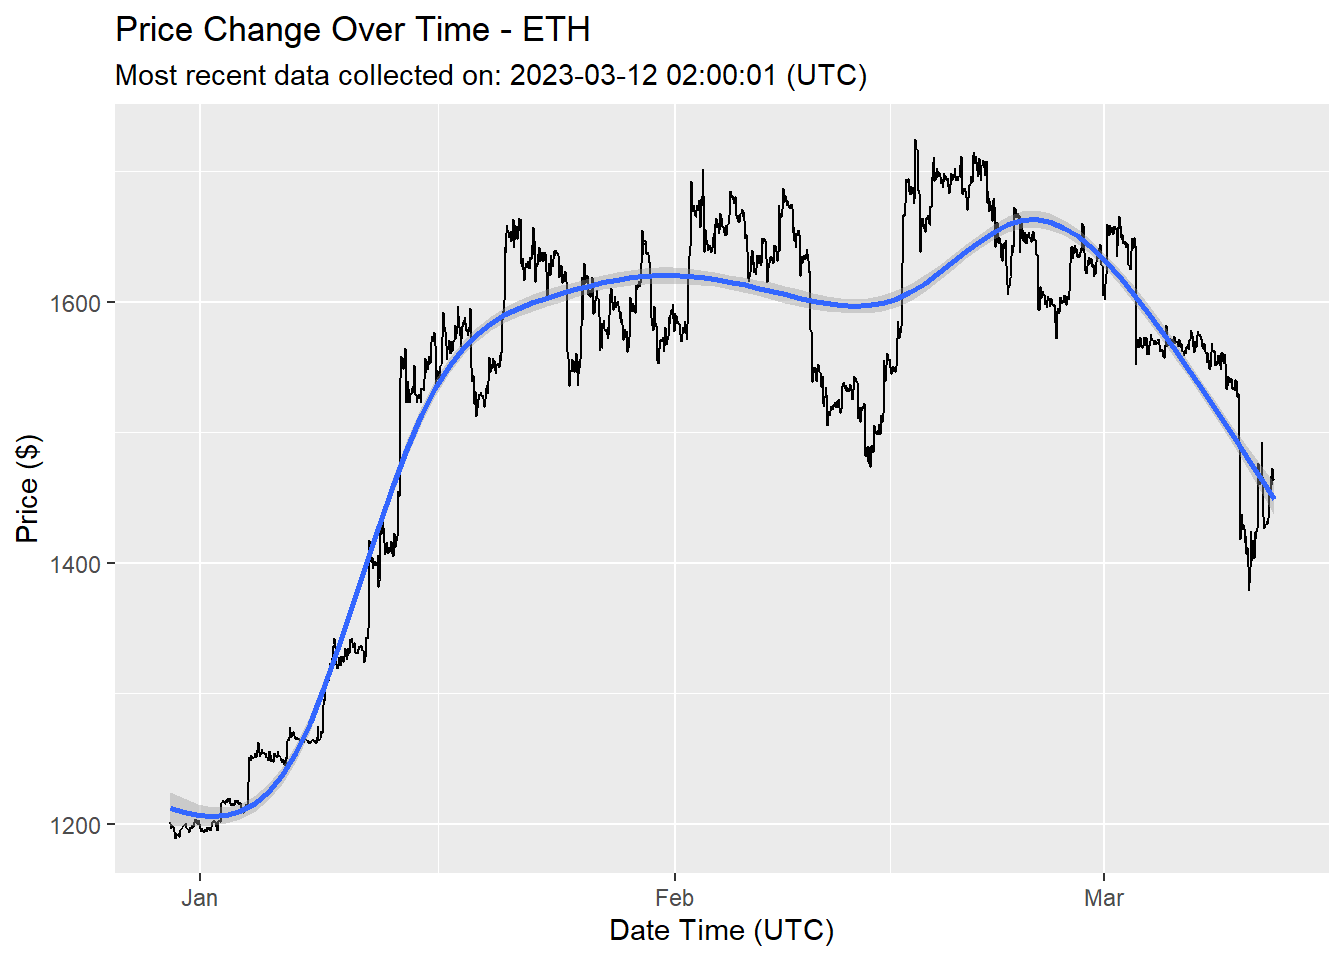 Price Change Over Time - ETH
Most recent data collected on: 2023-03-12 02:00:01 (UTC)
Price ($)
1600
1400
1200
Jan
Feb
Mar
Date Time (UTC)